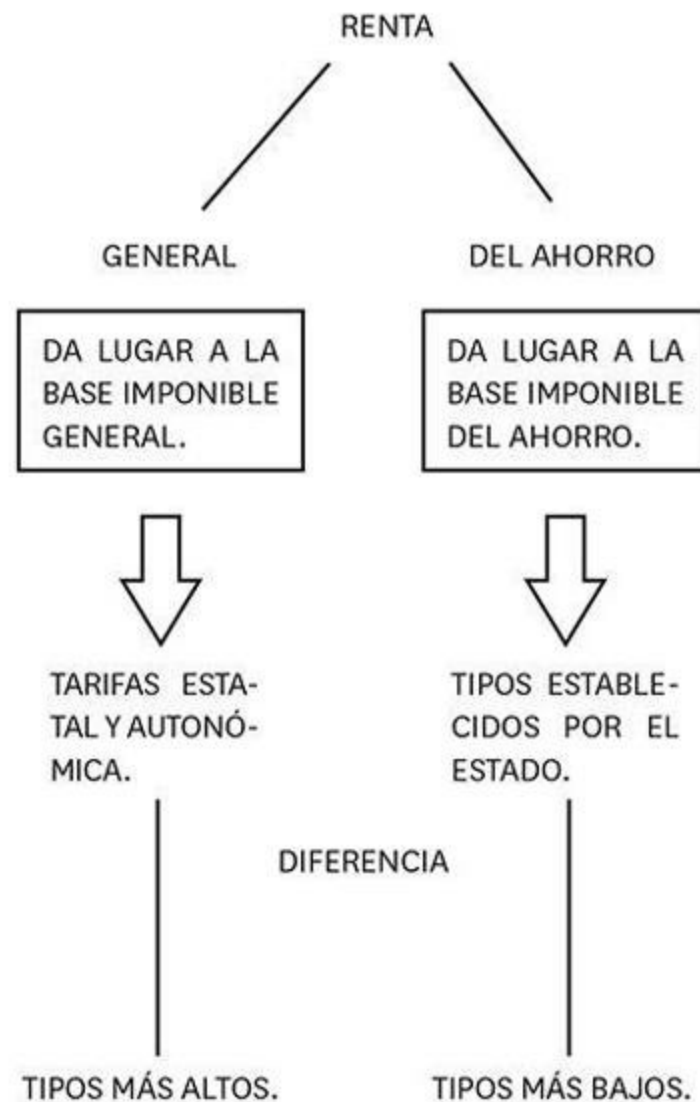 RENTA
GENERAL
DEL AHORRO
DA LUGAR A LA
BASE IMPONIBLE
GENERAL.
DA LUGAR A LA
BASE IMPONIBLE
DEL AHORRO.
TARIFAS ESTA-
TAL Y AUTONÓ-
MICA.
TIPOS ESTABLE-
CIDOS POR EL
ESTADO.
DIFERENCIA
TIPOS MÁS ALTOS.
TIPOS MÁS BAJOS.